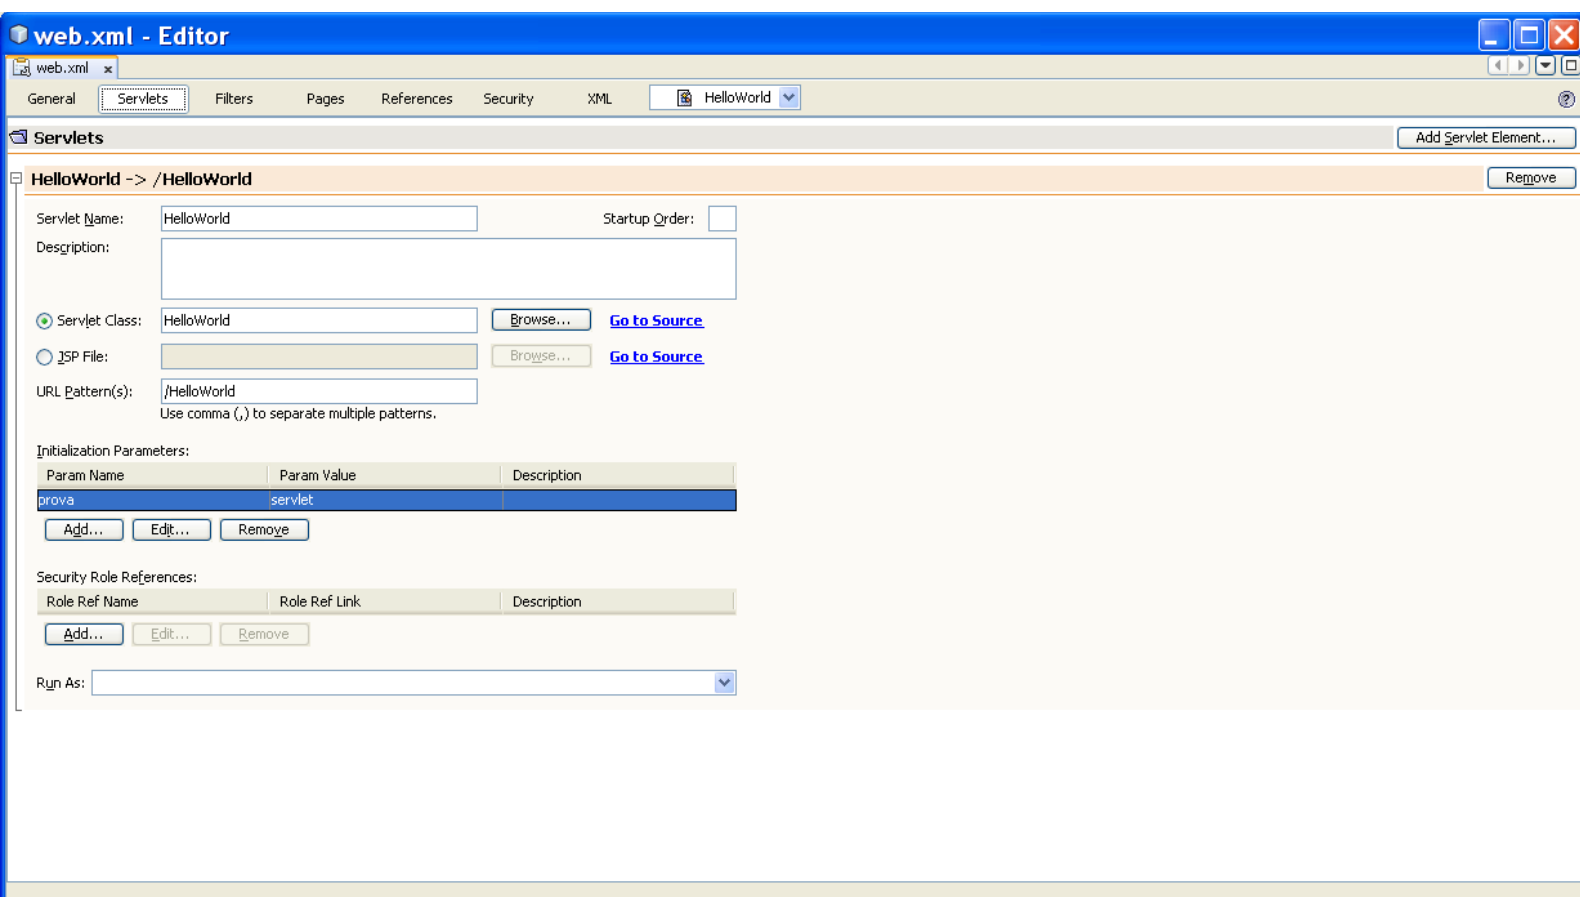 web.xml - Editor
web.xml
General Servlets Filters Pages References Security XML HelloWorld
Servlets Add Servlet Element...
HelloWorld -> /HelloWorld Remove
Servlet Name: HelloWorld Startup Order:
Description:
Servlet Class: HelloWorld Browse... Go to Source
JSP File: Browse... Go to Source
URL Pattern(s): /HelloWorld
Use comma (,) to separate multiple patterns.
Initialization Parameters:
Param Name Param Value Description
prova servlet
Add... Edit... Remove
Security Role References:
Role Ref Name Role Ref Link Description
Add... Edit... Remove
Run As: